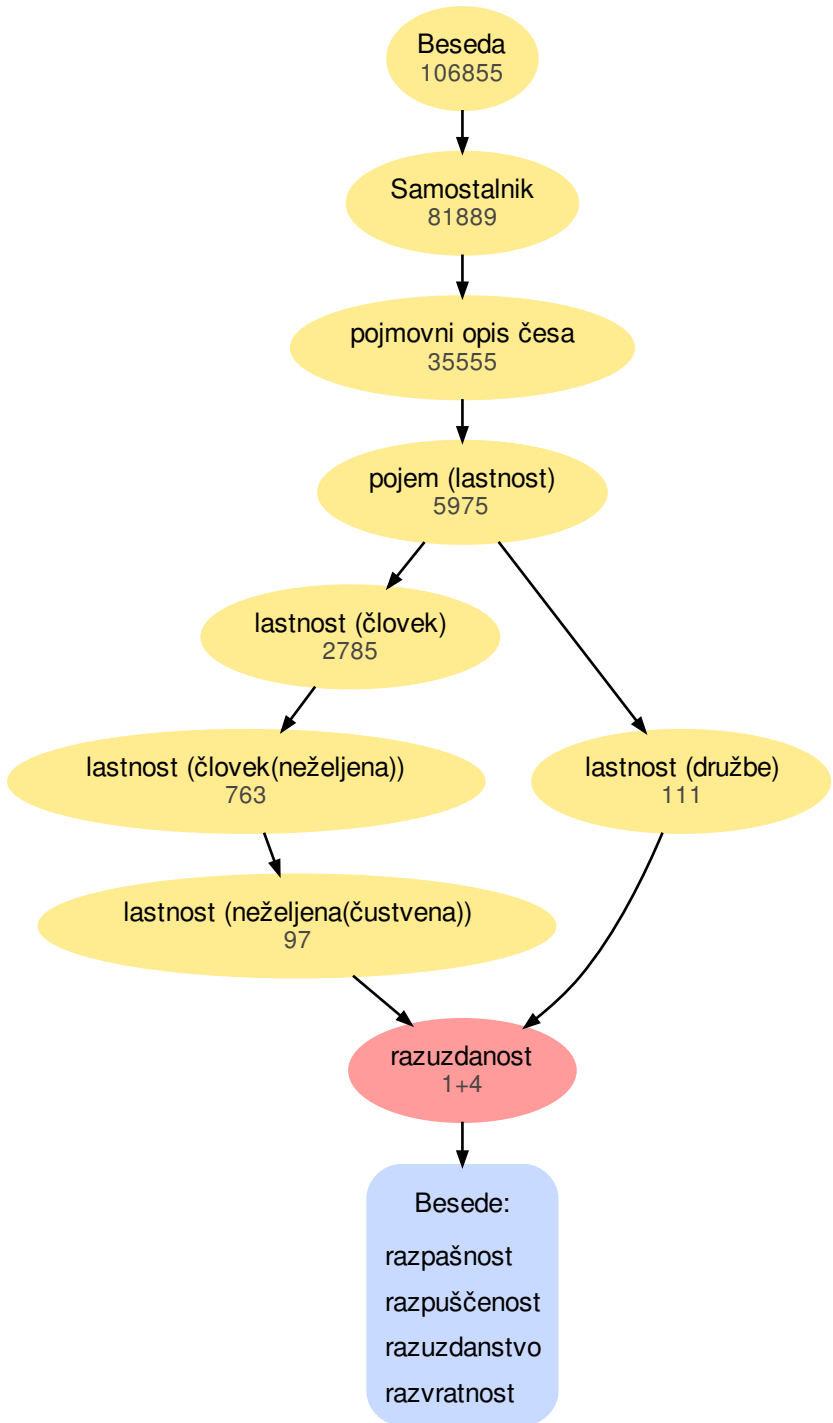 Beseda
106855
Samostalnik
81889
pojmovni opis česa
35555
pojem (lastnost)
5975
lastnost (človek)
2785
lastnost (človek(neželjena))
763
lastnost (družbe)
111
lastnost (neželjena(čustvena))
97
razuzdanost
1+4
Besede:
razpašnost
razpuščenost
razuzdanstvo
razvratnost